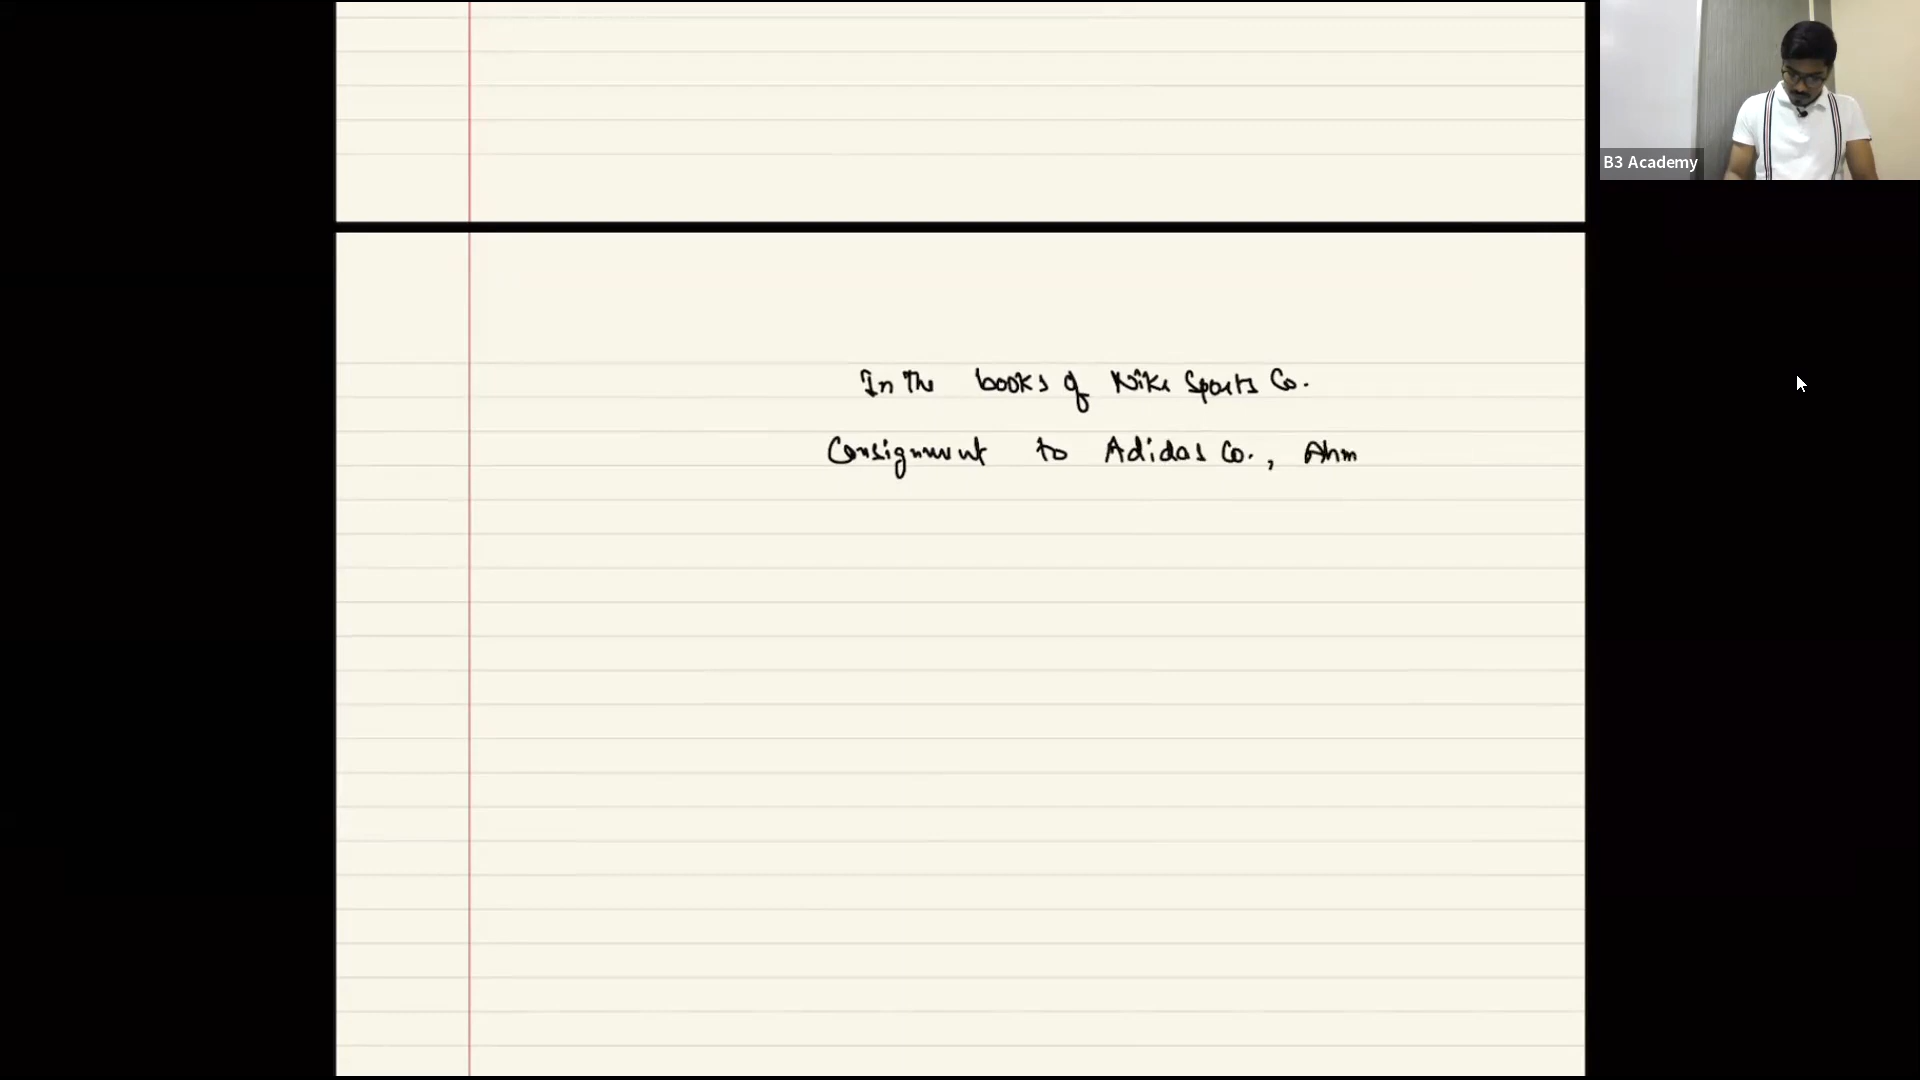 B3 Academy
In the books of Nike Sports Co.
Consignment to Adidas Co., Ahm